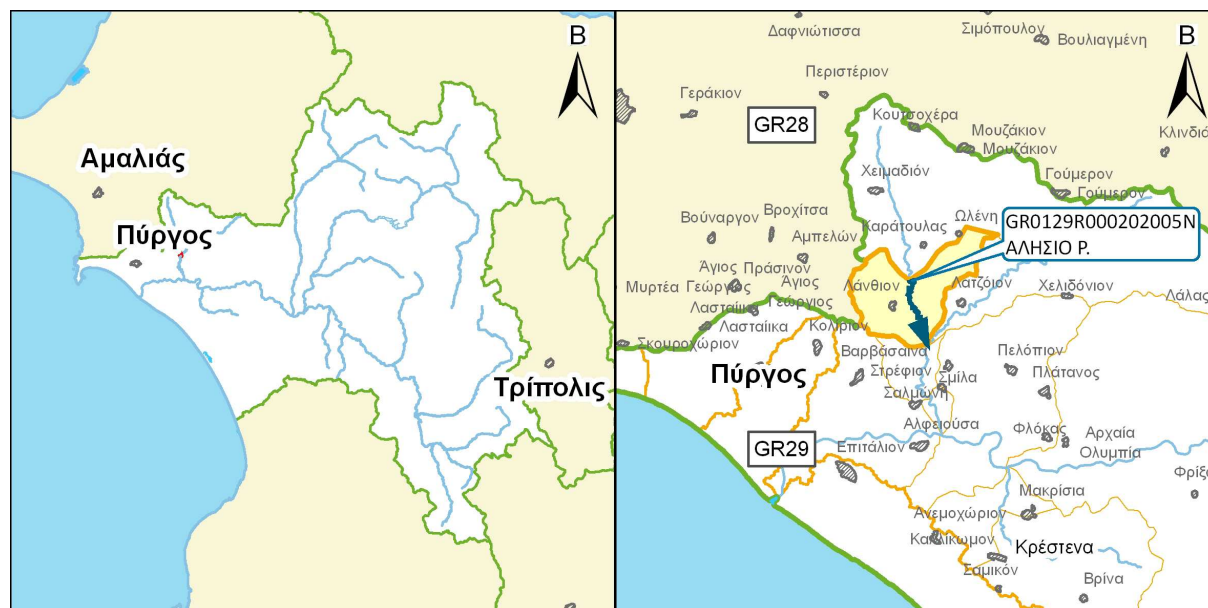 Β
Αμαλιάς
Πύργος
Τρίπολις
Β
Δαφνιώτισσα
Σιμόπουλον
Βουλιαγμένη
Περιστέριον
Γεράκιον
GR28
Κουτσοχέρα
Μουζάκιον
Μουζάκιον
Κλινδιά
Χειμαδιόν
Γούμερον
Γούμερον
Βούναργον
Βροχίτσα
Καράτουλας
Ωλένη
GR0129R000202005N
ΑΛΗΣΙΟ Ρ.
Αμπελών
Άγιος
Γεώργιος
Πράσινον
Άγιος
Γεώργιος
Μυρτέα
Λάνθιον
Λατζόιον
Χελιδόνιον
Λάλας
Λασταίικα
Λασταίικα
Κολίριον
Σκουροχώριον
Βαρβάσαινα
Πελόπιον
Πύργος
Στρέφιον
Σμίλα
Πλάτανος
Σαλμώνη
Αλφειούσα
Φλόκας
Αρχαία
Ολυμπία
GR29
Επιτάλιον
Φρίξα
Μακρίσια
Ανεμοχώριον
Καλλίκωμον
Κρέστενα
Σαμικόν
Βρίνα